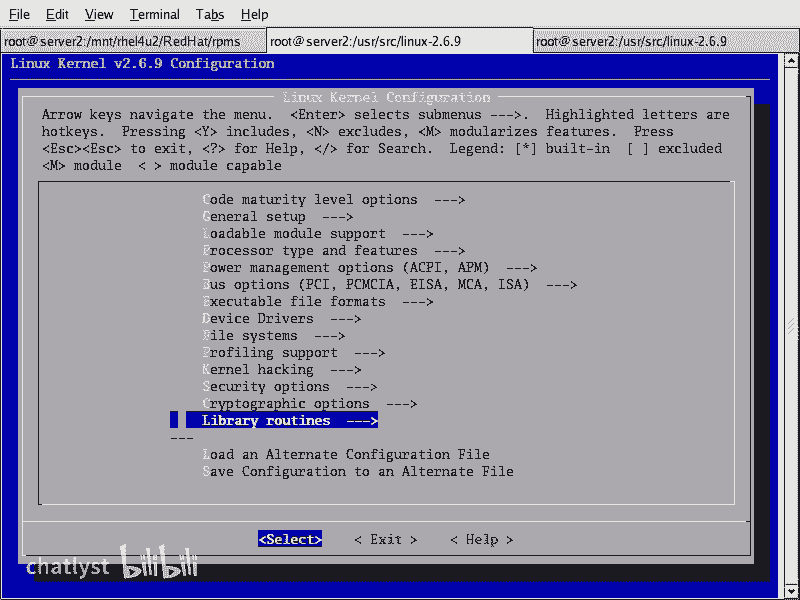 File Edit View Terminal Tabs Help
root@server2:/mnt/rhel4u2/RedHat/rpms root@server2:/usr/src/linux-2.6.9 root@server2:/usr/src/linux-2.6.9
Linux Kernel v2.6.9 Configuration
Linux Kernel Configuration
Arrow keys navigate the menu. <Enter> selects submenus --->. Highlighted letters are
hotkeys. Pressing <Y> includes, <N> excludes, <M> modularizes features. Press
<Esc><Esc> to exit, <?> for Help, </> for Search. Legend: [*] built-in [ ] excluded
<M> module < > module capable
Code maturity level options --->
General setup --->
Loadable module support --->
Processor type and features --->
Power management options (ACPI, APM) --->
Bus options (PCI, PCMCIA, EISA, MCA, ISA) --->
Executable file formats --->
Device Drivers --->
File systems --->
Profiling support --->
Kernel hacking --->
Security options --->
Cryptographic options --->
Library routines --->
---
Load an Alternate Configuration File
Save Configuration to an Alternate File
<Select> < Exit > < Help >
chatlyst bilibili